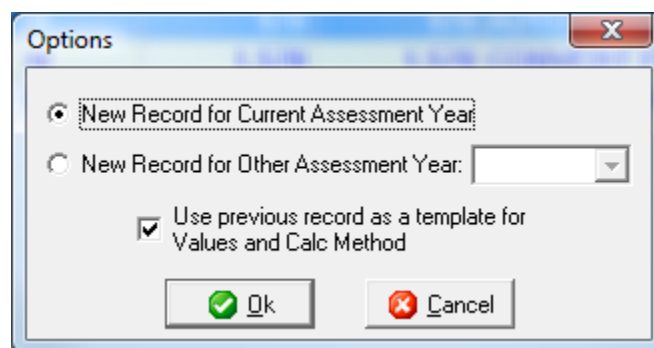 Options
New Record for Current Assessment Year
New Record for Other Assessment Year:
Use previous record as a template for
Values and Calc Method
Ok
Cancel